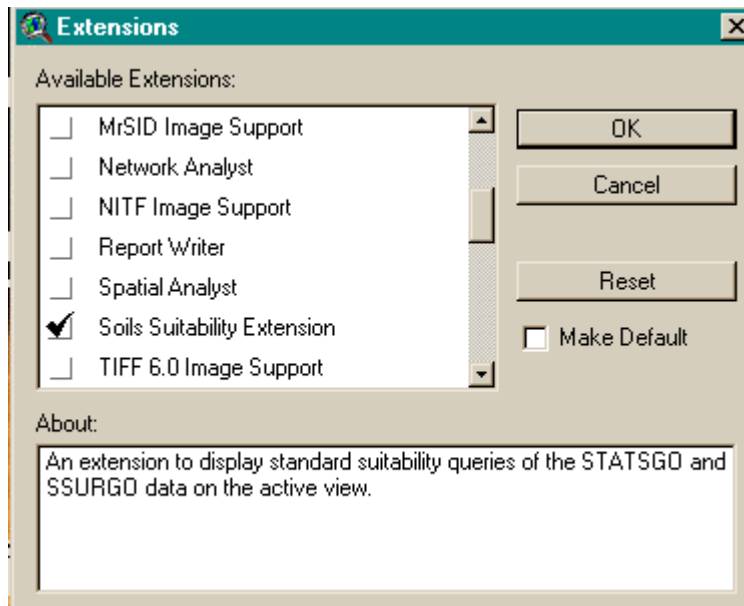 Extensions
Available Extensions:
MrSID Image Support
Network Analyst
NITF Image Support
Report Writer
Spatial Analyst
Soils Suitability Extension
TIFF 6.0 Image Support
OK
Cancel
Reset
Make Default
About:
An extension to display standard suitability queries of the STATSGO and
SSURGO data on the active view.